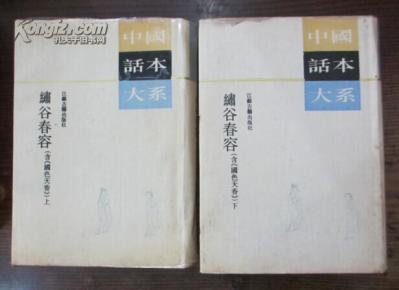 孔夫子旧书网
中國
話本
大系
江蘇古籍出版社
繡谷春容(含《國色天香》)上
中國
話本
大系
江蘇古籍出版社
繡谷春容(含《國色天香》)下